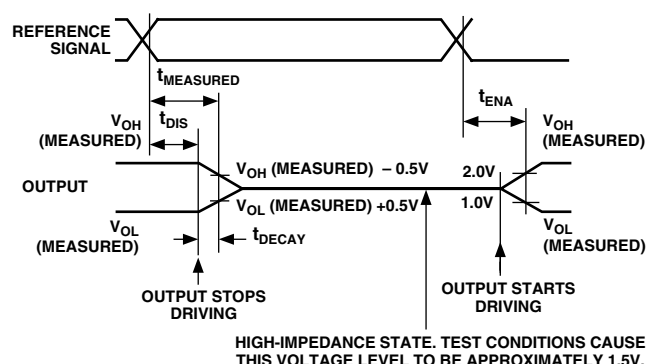 REFERENCE
SIGNAL
tMEASURED
tENA
VOH
(MEASURED)
tDIS
VOH
(MEASURED)
VOH (MEASURED) – 0.5V
2.0V
OUTPUT
VOL (MEASURED) +0.5V
1.0V
VOL
(MEASURED)
tDECAY
VOL
(MEASURED)
OUTPUT STOPS
DRIVING
OUTPUT STARTS
DRIVING
HIGH-IMPEDANCE STATE. TEST CONDITIONS CAUSE
THIS VOLTAGE LEVEL TO BE APPROXIMATELY 1.5V.